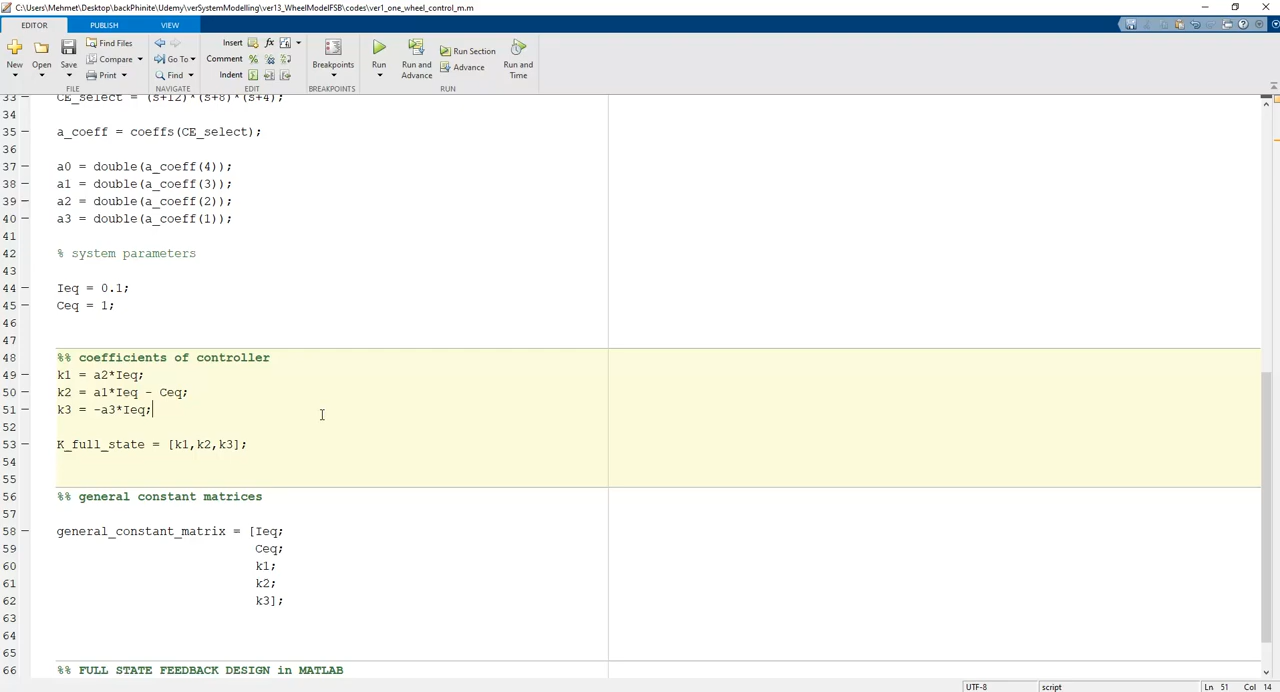 C:\Users\Mehmet\Desktop\backPhinite\Udemy\verSystemModelling\ver13_WheelModelFSB\codes\ver1_one_wheel_control_m.m
EDITOR PUBLISH VIEW
New Open Save Find Files Compare Print Go To Find Insert fx Comment Indent Breakpoints Run Run and Advance Run Section Advance Run and Time
FILE NAVIGATE EDIT BREAKPOINTS RUN
33 CE_select = (s+12)*(s+8)*(s+4);
34
35 a_coeff = coeffs(CE_select);
36
37 a0 = double(a_coeff(4));
38 a1 = double(a_coeff(3));
39 a2 = double(a_coeff(2));
40 a3 = double(a_coeff(1));
41
42 % system parameters
43
44 Ieq = 0.1;
45 Ceq = 1;
46
47
48 %% coefficients of controller
49 k1 = a2*Ieq;
50 k2 = a1*Ieq - Ceq;
51 k3 = -a3*Ieq;
52
53 K_full_state = [k1,k2,k3];
54
55
56 %% general constant matrices
57
58 general_constant_matrix = [Ieq;
59 Ceq;
60 k1;
61 k2;
62 k3];
63
64
65
66 %% FULL STATE FEEDBACK DESIGN in MATLAB
UTF-8 script Ln 51 Col 14